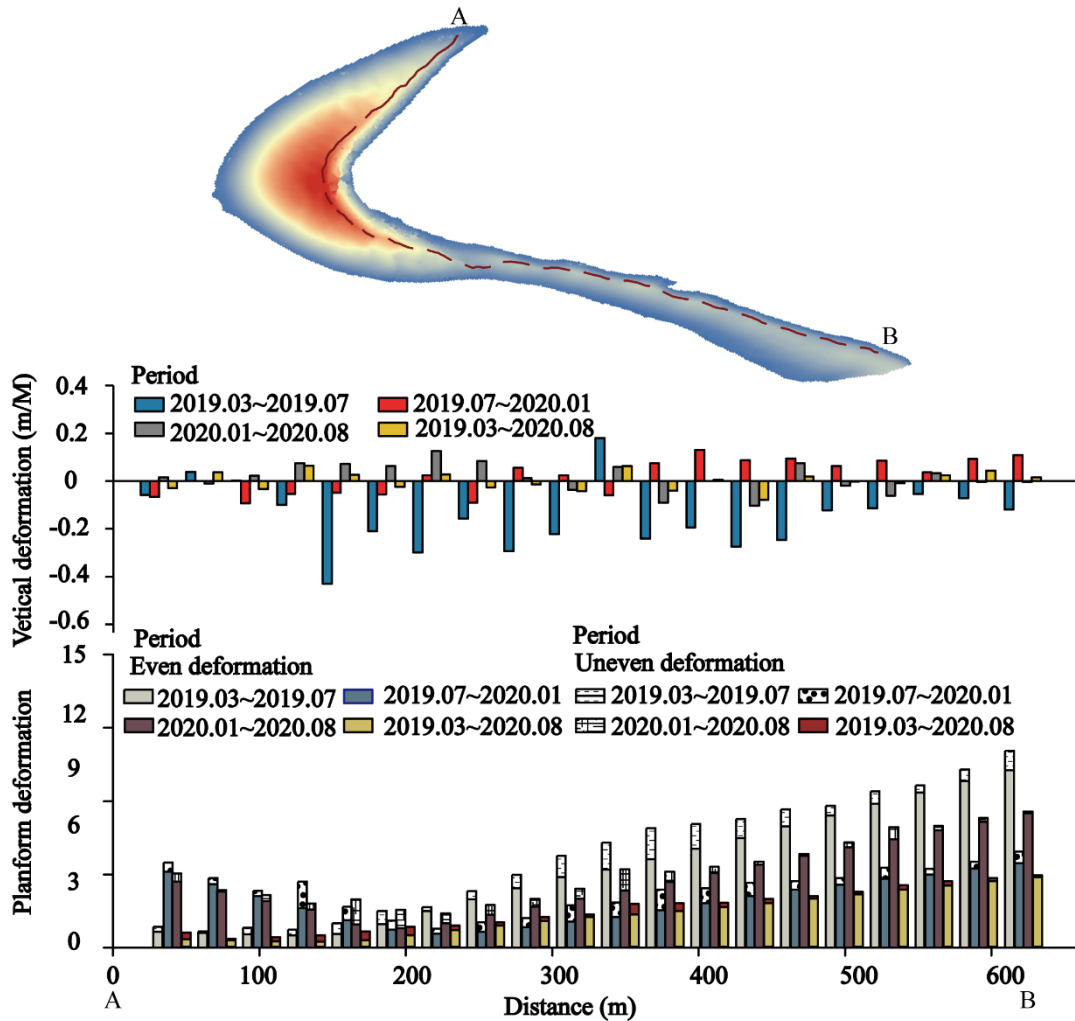 A
B
Vetical deformation (m/M)
0.4
0.2
0
-0.2
-0.4
-0.6
Period
2019.03~2019.07
2019.07~2020.01
2020.01~2020.08
2019.03~2020.08
Planform deformation
15
12
9
6
3
0
Period
Even deformation
2019.03~2019.07
2019.07~2020.01
2020.01~2020.08
2019.03~2020.08
Period
Uneven deformation
2019.03~2019.07
2019.07~2020.01
2020.01~2020.08
2019.03~2020.08
0
100
200
300
400
500
600
A
Distance (m)
B